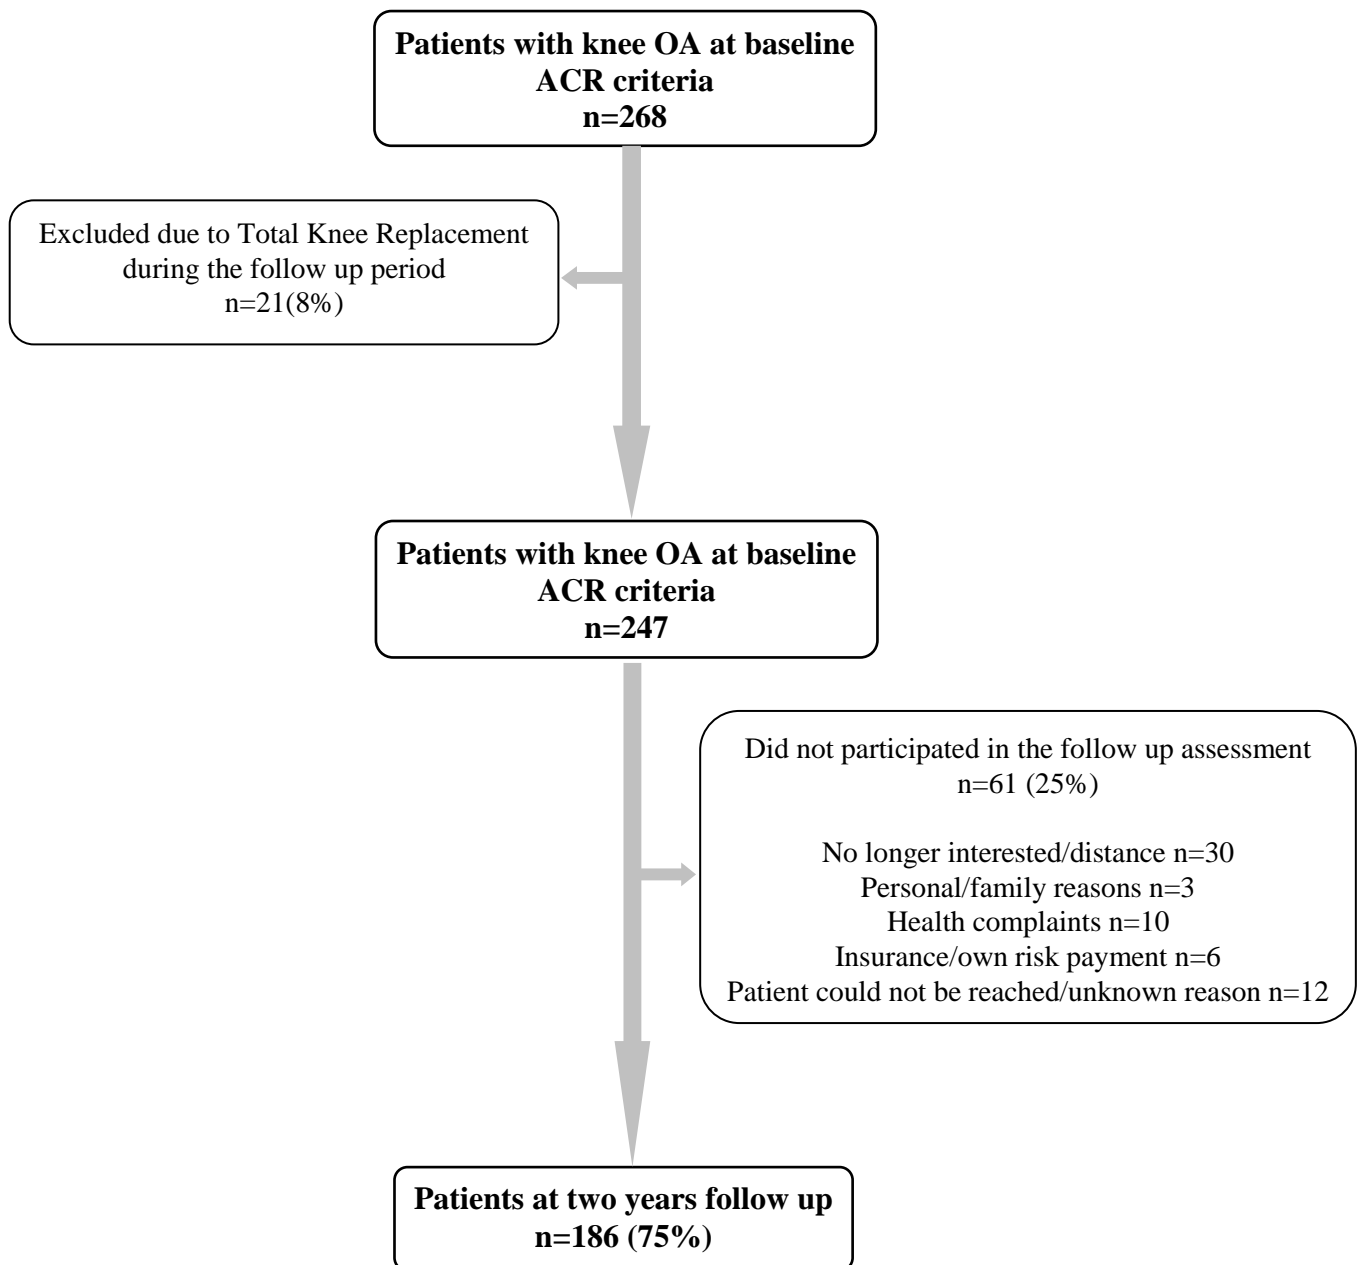 Patients with knee OA at baseline
ACR criteria
n=268
Excluded due to Total Knee Replacement
during the follow up period
n=21(8%)
Patients with knee OA at baseline
ACR criteria
n=247
Did not participated in the follow up assessment
n=61 (25%)
No longer interested/distance n=30
Personal/family reasons n=3
Health complaints n=10
Insurance/own risk payment n=6
Patient could not be reached/unknown reason n=12
Patients at two years follow up
n=186 (75%)